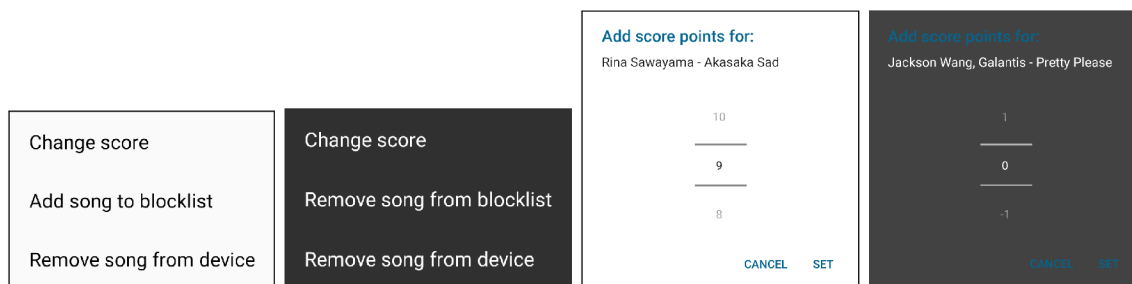 Change score
Add song to blocklist
Remove song from device
Change score
Remove song from blocklist
Remove song from device
Add score points for:
Rina Sawayama - Akasaka Sad
10
9
8
CANCEL SET
Add score points for:
Jackson Wang, Galantis - Pretty Please
1
0
-1
CANCEL SET